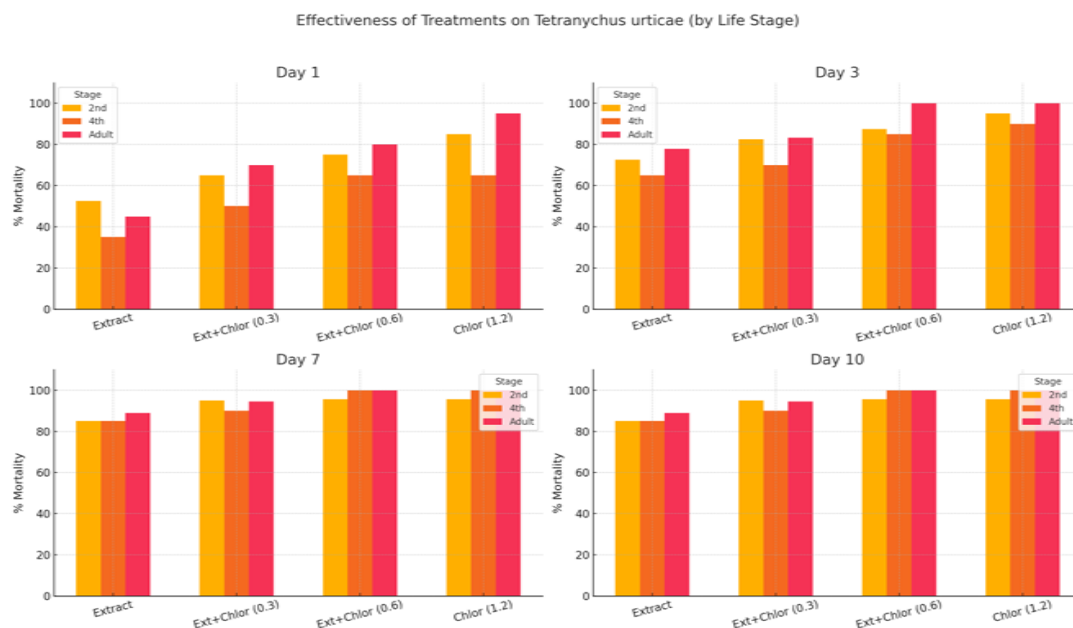 Effectiveness of Treatments on Tetranychus urticae (by Life Stage)
Day 1
% Mortality
100
80
60
40
20
0
Stage
2nd
4th
Adult
Extract
Ext+Chlor (0.3)
Ext+Chlor (0.6)
Chlor (1.2)
Day 3
% Mortality
100
80
60
40
20
0
Stage
2nd
4th
Adult
Extract
Ext+Chlor (0.3)
Ext+Chlor (0.6)
Chlor (1.2)
Day 7
% Mortality
100
80
60
40
20
0
Stage
2nd
4th
Adult
Extract
Ext+Chlor (0.3)
Ext+Chlor (0.6)
Chlor (1.2)
Day 10
% Mortality
100
80
60
40
20
0
Stage
2nd
4th
Adult
Extract
Ext+Chlor (0.3)
Ext+Chlor (0.6)
Chlor (1.2)